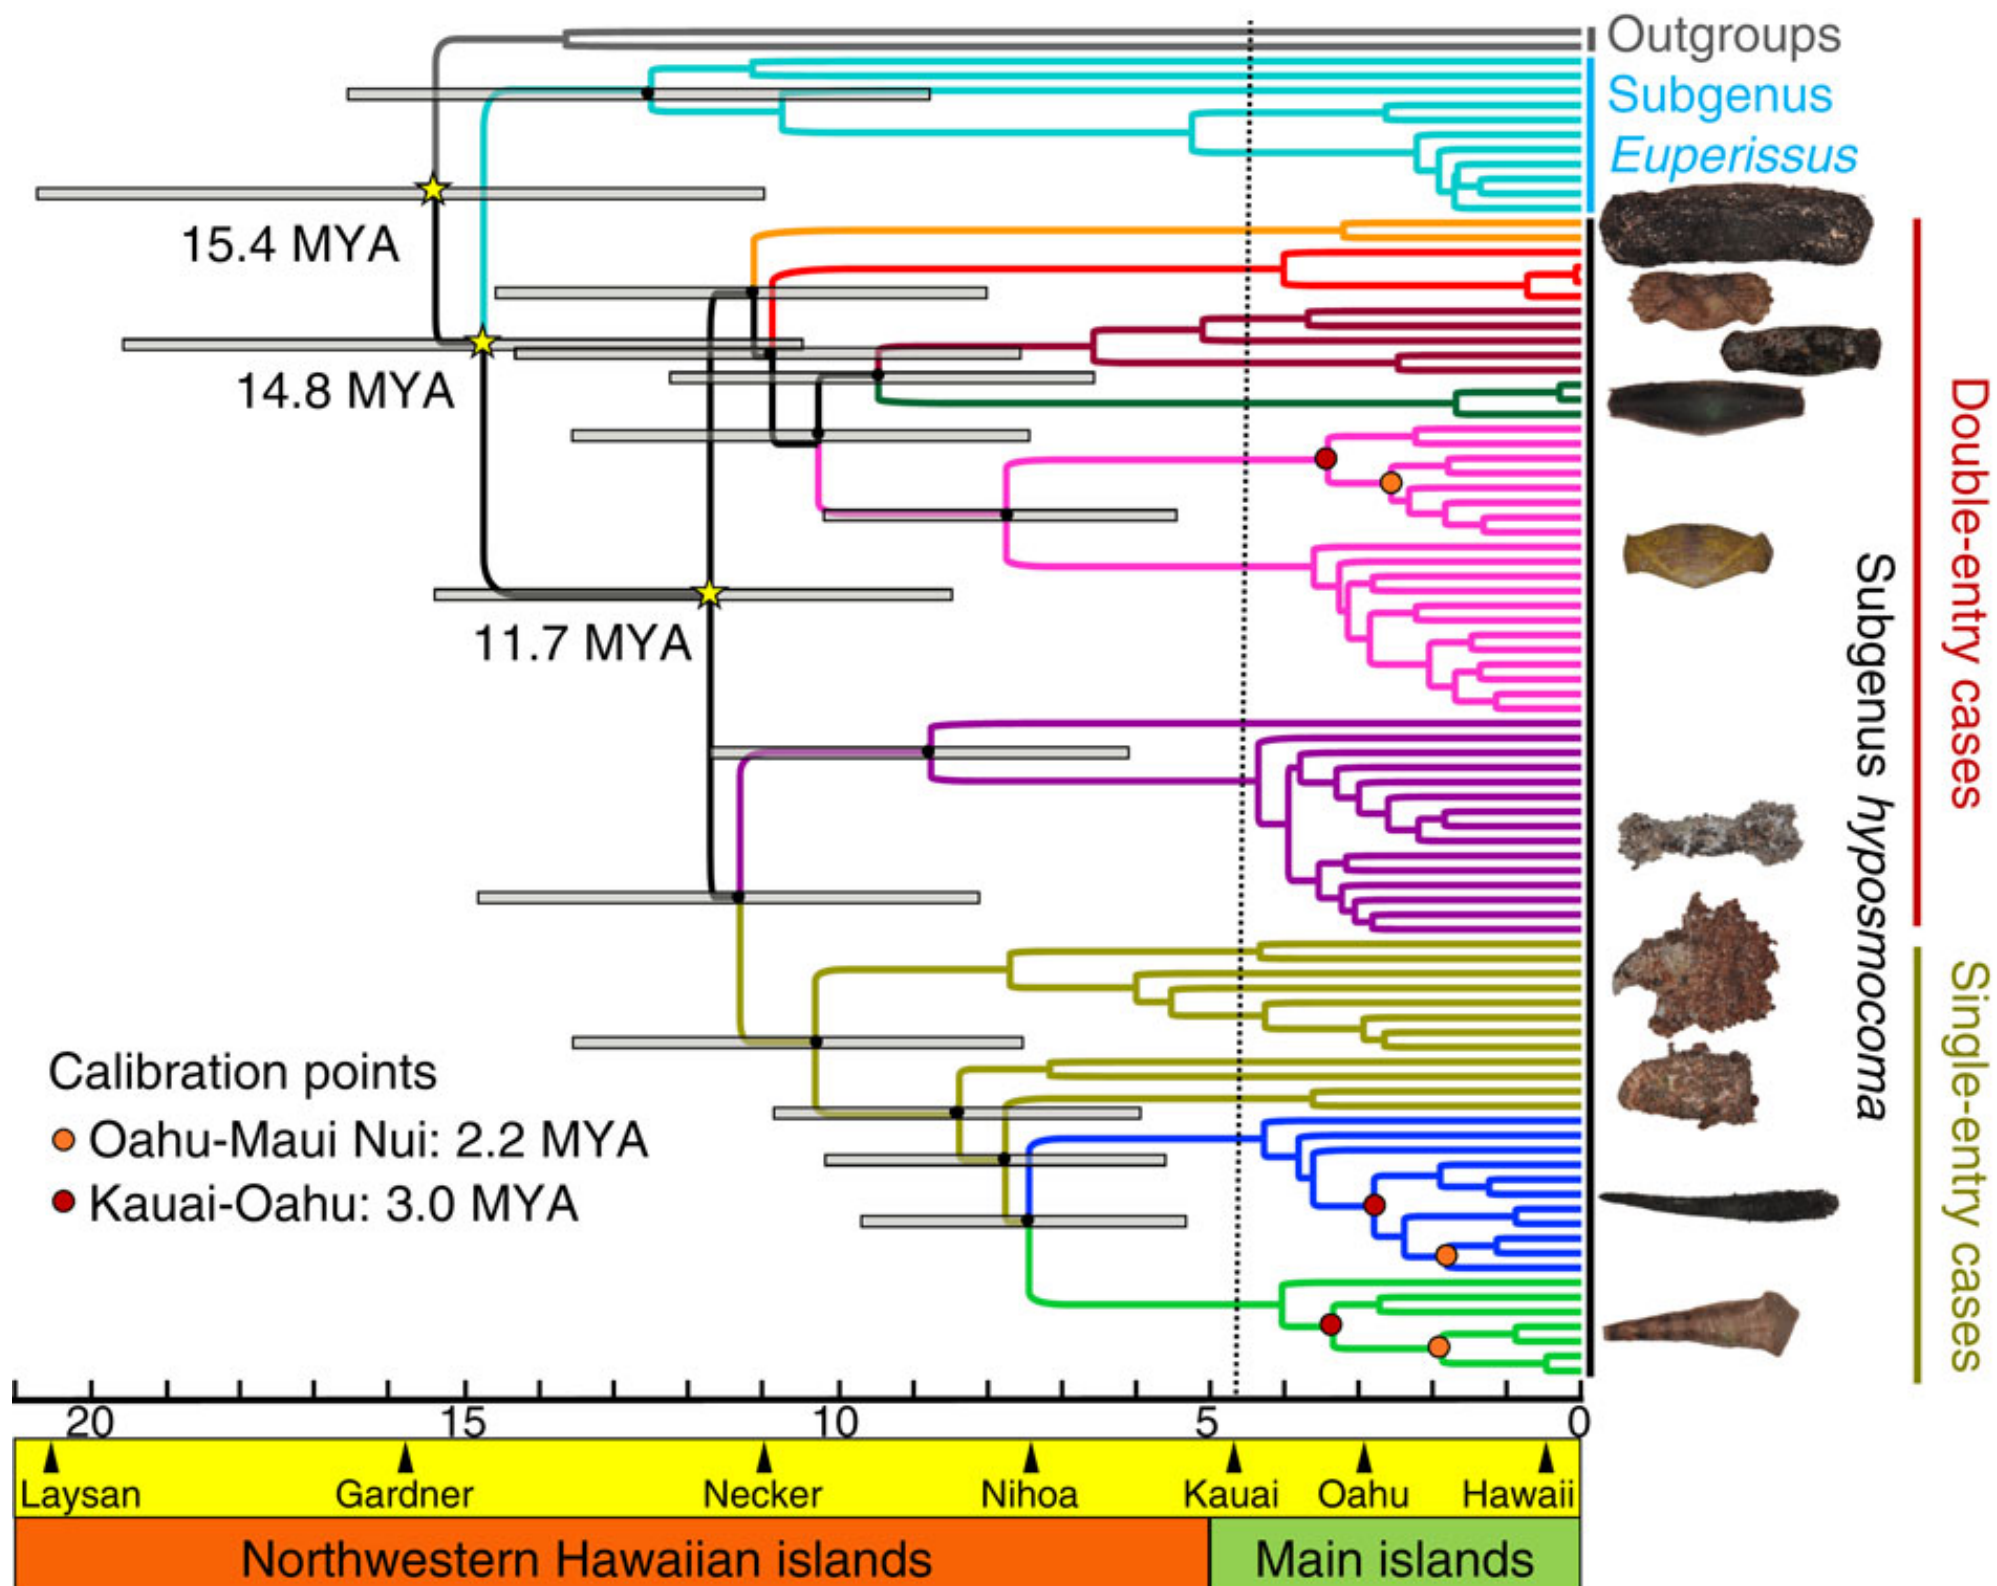 Outgroups
Subgenus
Euperissus
15.4 MYA
14.8 MYA
11.7 MYA
Double-entry cases
Subgenus hyposmocoma
Single-entry cases
Calibration points
Oahu-Maui Nui: 2.2 MYA
Kauai-Oahu: 3.0 MYA
20 15 10 5 0
Laysan Gardner Necker Nihoa Kauai Oahu Hawaii
Northwestern Hawaiian islands Main islands